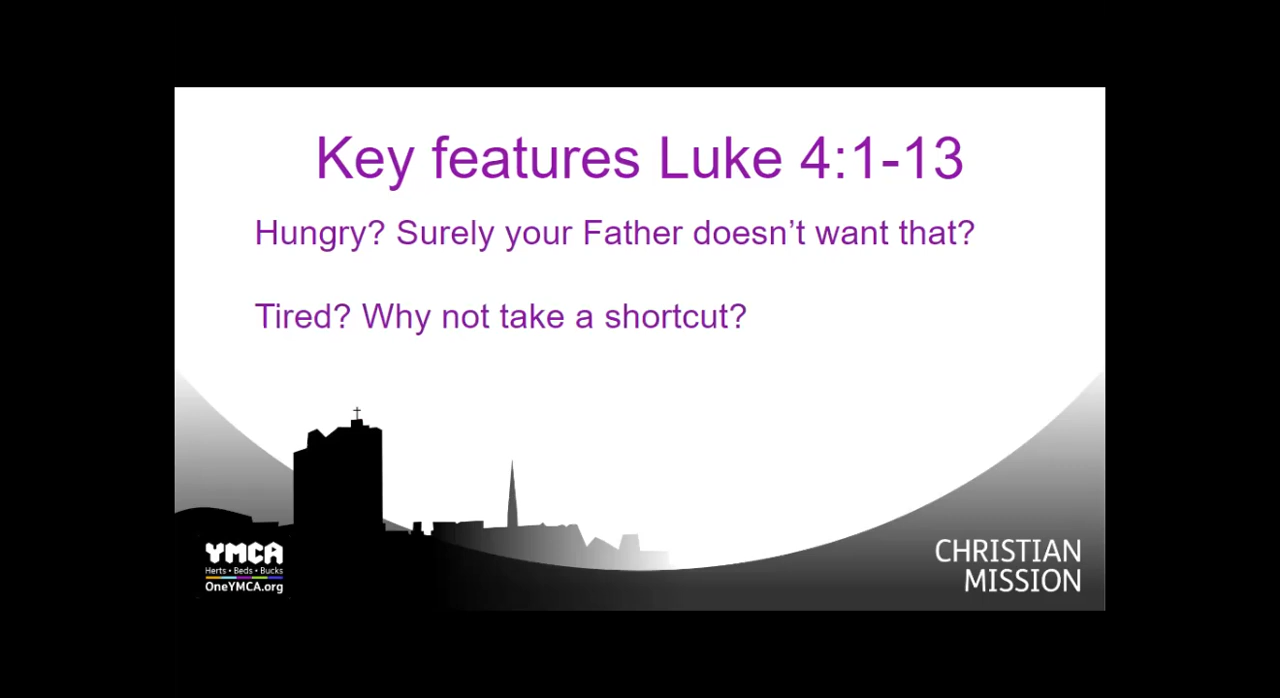 Key features Luke 4:1-13
Hungry? Surely your Father doesn’t want that?
Tired? Why not take a shortcut?
YMCA
Herts • Beds • Bucks
OneYMCA.org
CHRISTIAN
MISSION